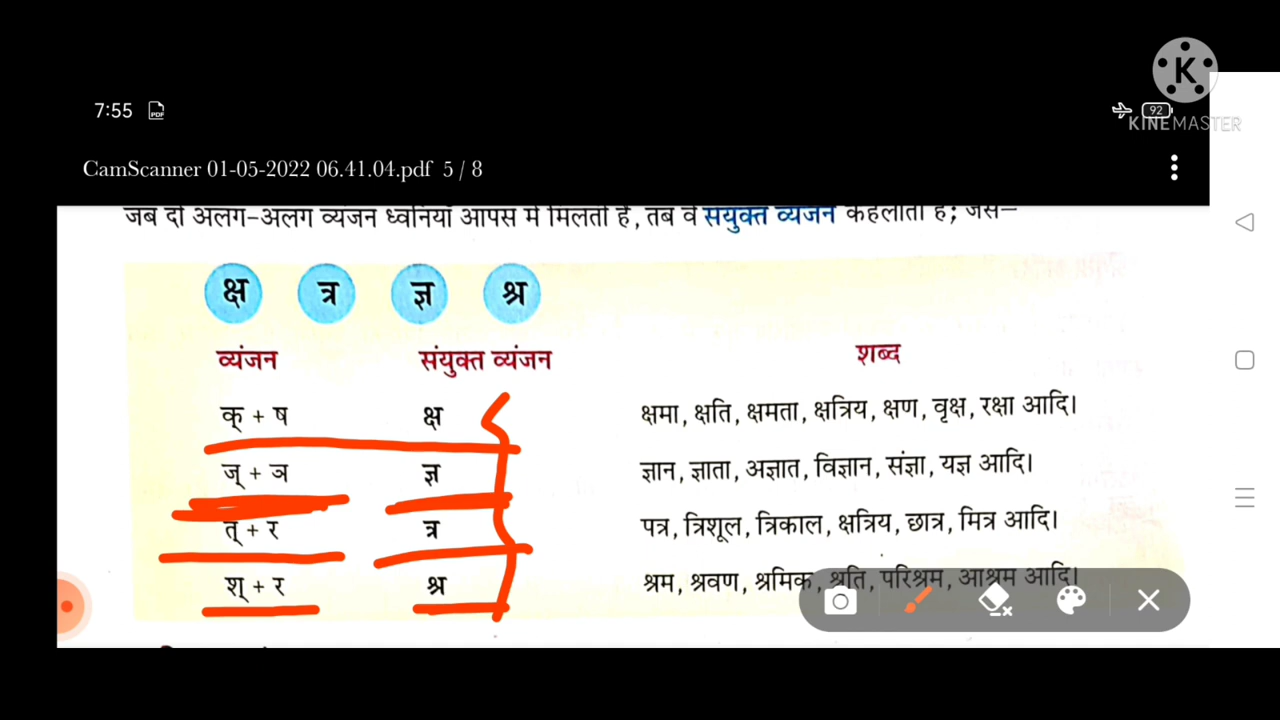 7:55
92
KINEMASTER
CamScanner 01-05-2022 06.41.04.pdf 5 / 8
जब दो अलग-अलग व्यंजन ध्वनियाँ आपस में मिलती हैं, तब वे संयुक्त व्यंजन कहलाती हैं; जैसे-
क्ष त्र ज्ञ श्र
व्यंजन संयुक्त व्यंजन शब्द
क् + ष क्ष क्षमा, क्षति, क्षमता, क्षत्रिय, क्षण, वृक्ष, रक्षा आदि।
ज् + ञ ज्ञ ज्ञान, ज्ञाता, अज्ञात, विज्ञान, संज्ञा, यज्ञ आदि।
त् + र त्र पत्र, त्रिशूल, त्रिकाल, क्षत्रिय, छात्र, मित्र आदि।
श् + र श्र श्रम, श्रवण, श्रमिक, श्रति, परिश्रम, आश्रम आदि।